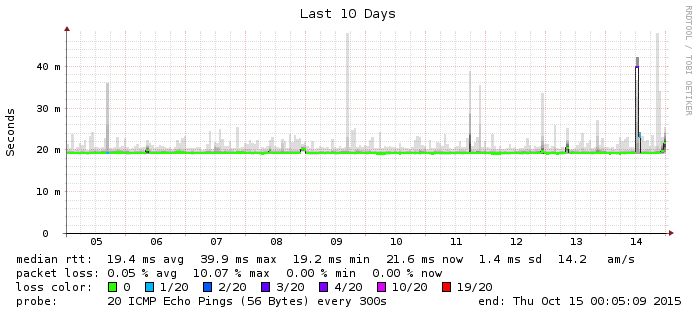 Last 10 Days
RRDTOOL / TOBI OETIKER
Seconds
40 m
30 m
20 m
10 m
0
05 06 07 08 09 10 11 12 13 14
median rtt: 19.4 ms avg 39.9 ms max 19.2 ms min 21.6 ms now 1.4 ms sd 14.2 am/s
packet loss: 0.05 % avg 10.07 % max 0.00 % min 0.00 % now
loss color: 0 1/20 2/20 3/20 4/20 10/20 19/20
probe: 20 ICMP Echo Pings (56 Bytes) every 300s end: Thu Oct 15 00:05:09 2015